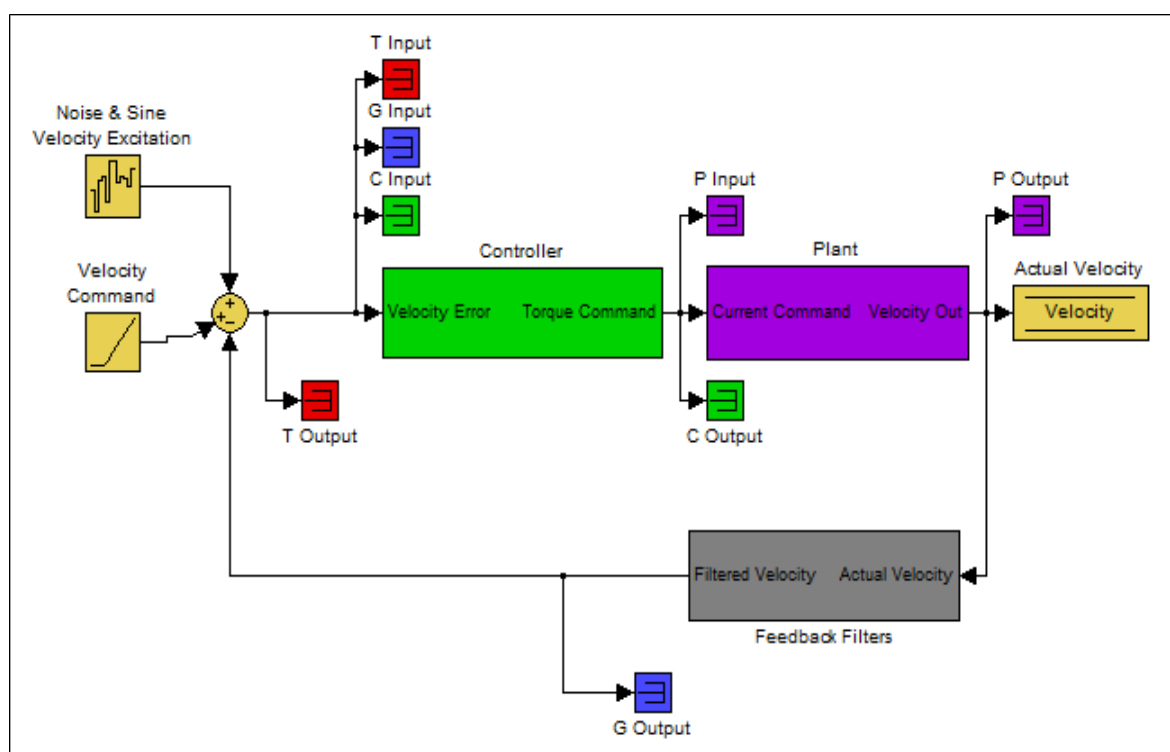 T Input
G Input
Noise & Sine
Velocity Excitation
C Input
P Input
P Output
Controller
Plant
Actual Velocity
Velocity
Command
Velocity Error
Torque Command
Current Command
Velocity Out
Velocity
T Output
C Output
Filtered Velocity
Actual Velocity
Feedback Filters
G Output